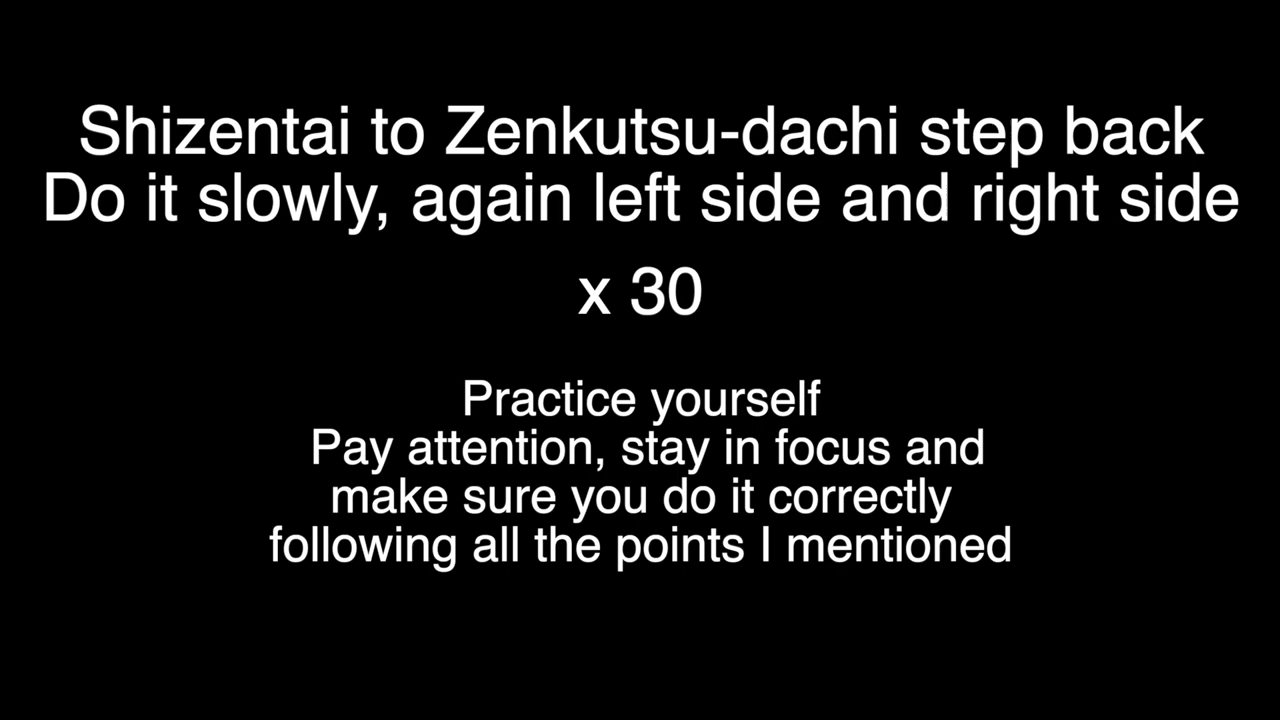 Shizentai to Zenkutsu-dachi step back
Do it slowly, again left side and right side
x 30
Practice yourself
Pay attention, stay in focus and
make sure you do it correctly
following all the points I mentioned